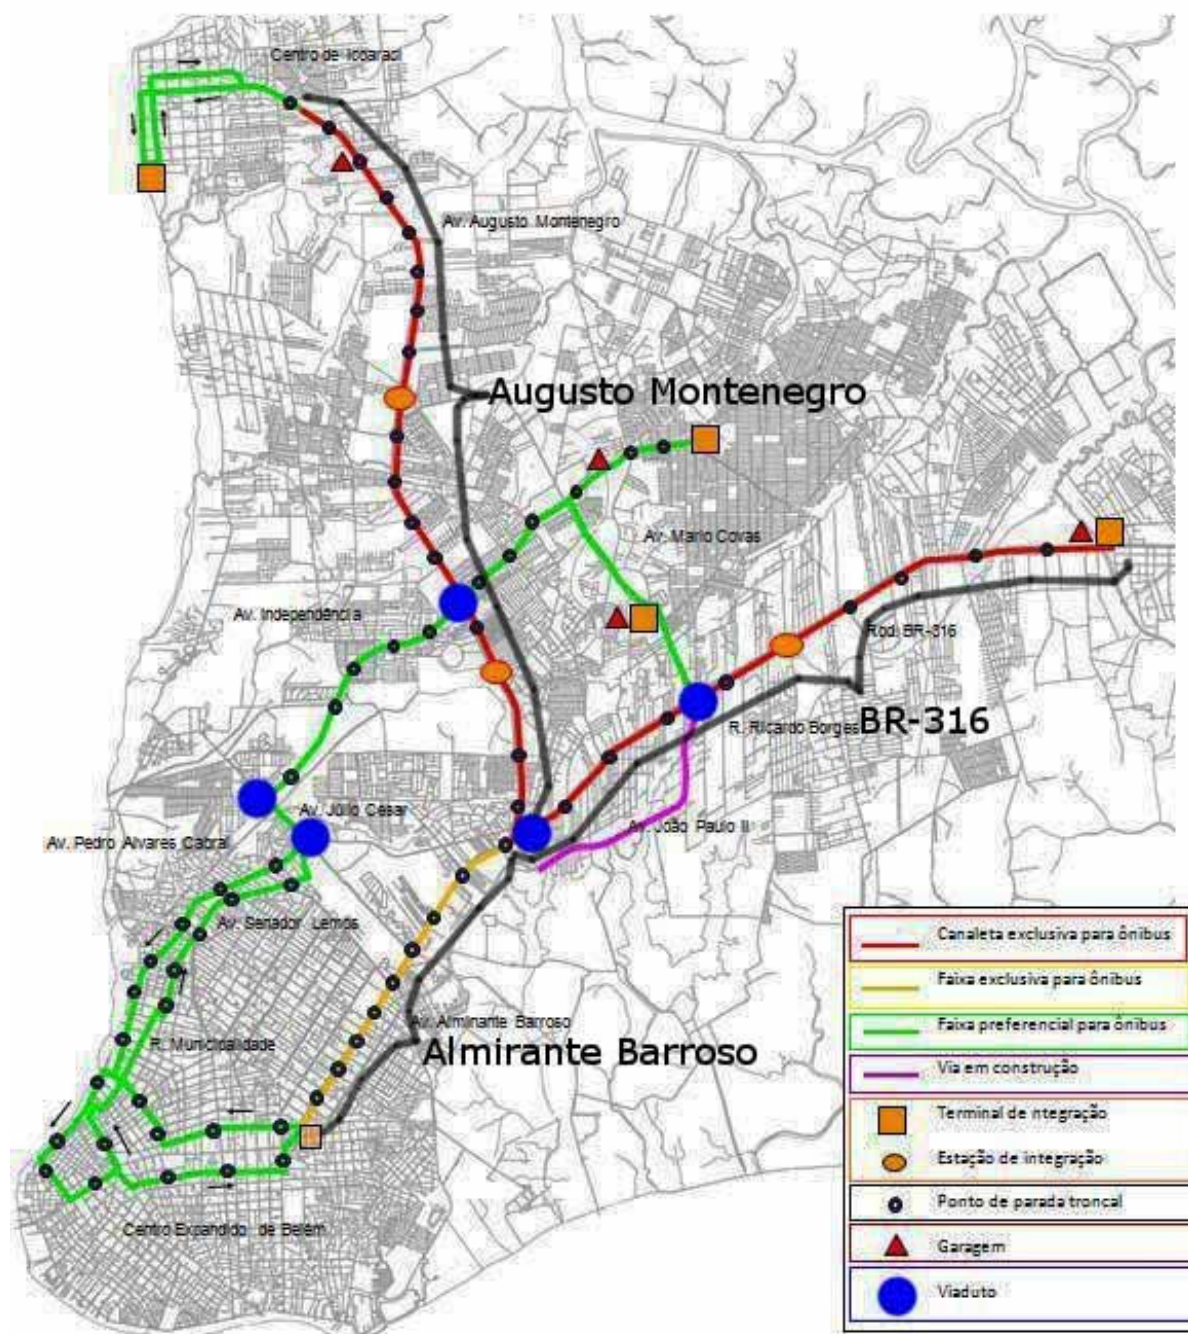 Centro de Icoaraci
Av. Augusto Montenegro
Augusto Montenegro
Av. Mario Covas
Av. Independência
Rod. BR-316
R. Ricardo Borges
BR-316
Av. Júlio César
Av. João Paulo II
Av. Pedro Alvares Cabral
Av. Senador Lemos
Av. Alminante Barroso
R. Municipalidade
Almirante Barroso
Centro Expandido de Belém
Canaleta exclusiva para ônibus
Faixa exclusiva para ônibus
Faixa preferencial para ônibus
Via em construção
Terminal de ntegração
Estação de integração
Ponto de parada troncal
Garagem
Viaduto